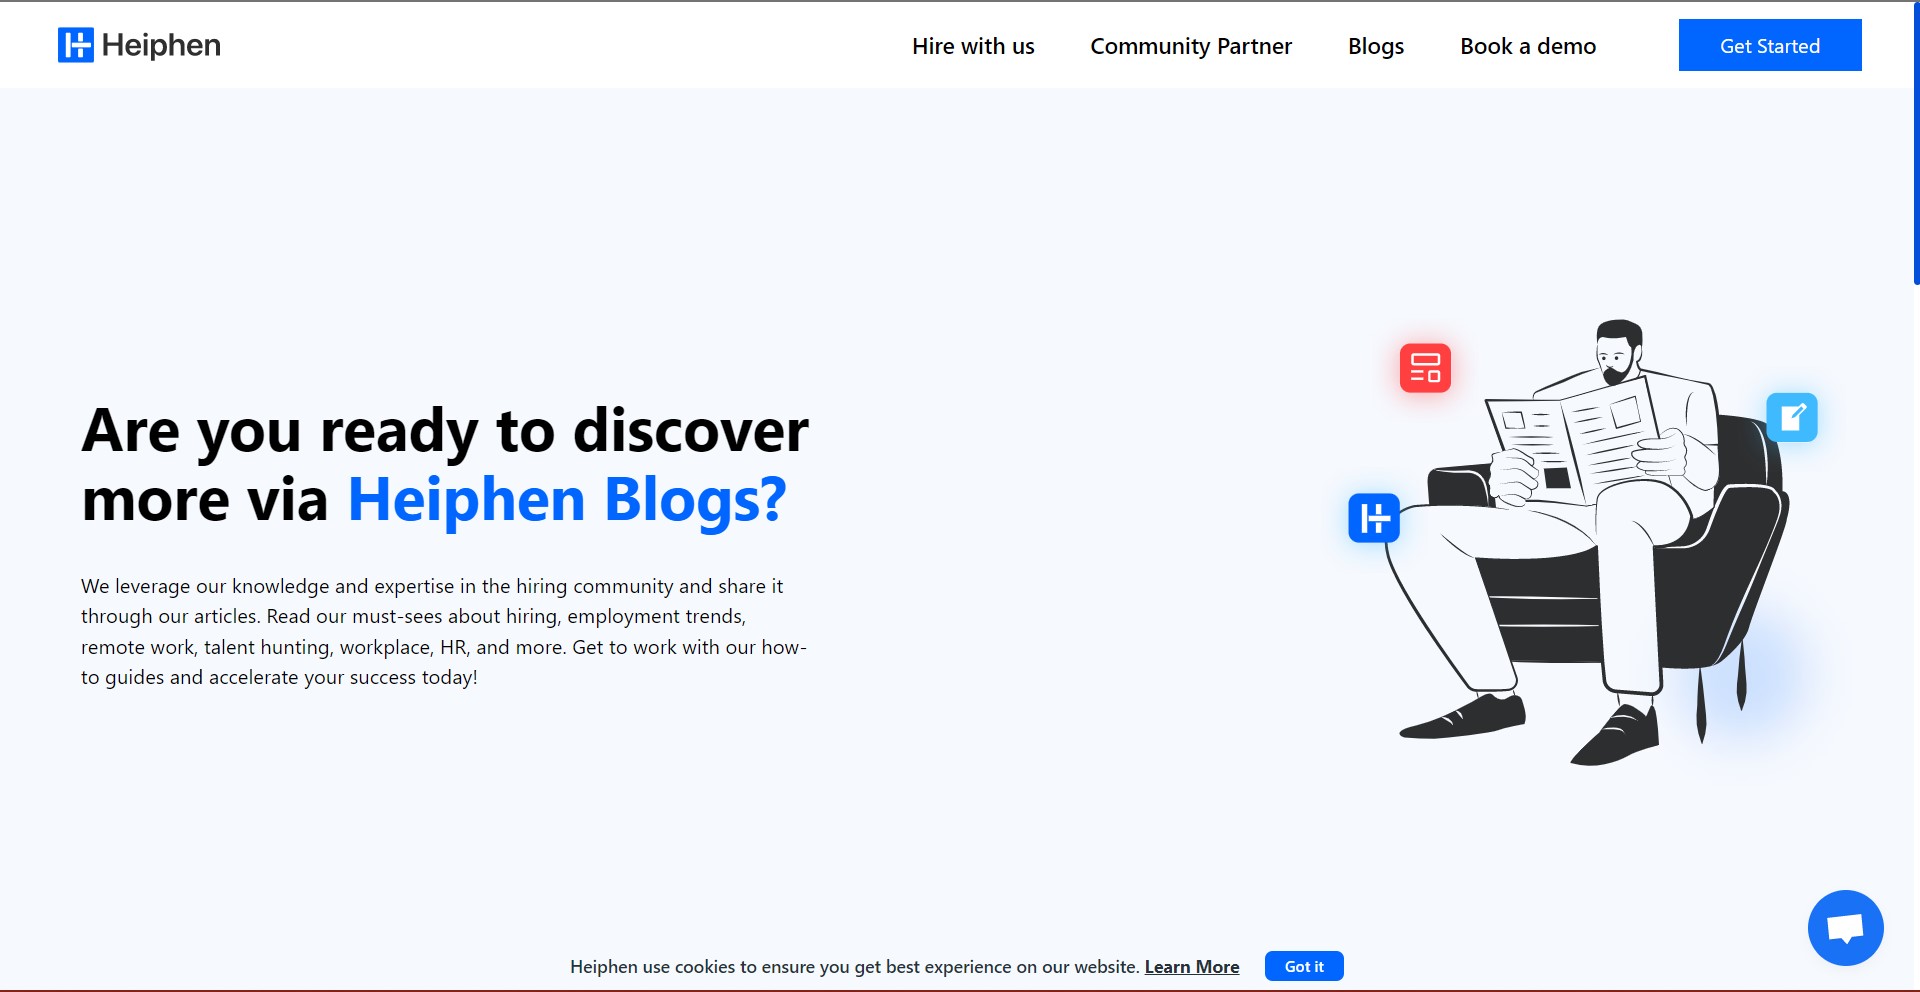 Heiphen
Hire with us
Community Partner
Blogs
Book a demo
Get Started
Are you ready to discover
more via Heiphen Blogs?
We leverage our knowledge and expertise in the hiring community and share it
through our articles. Read our must-sees about hiring, employment trends,
remote work, talent hunting, workplace, HR, and more. Get to work with our how-
to guides and accelerate your success today!
Heiphen use cookies to ensure you get best experience on our website. Learn More
Got it